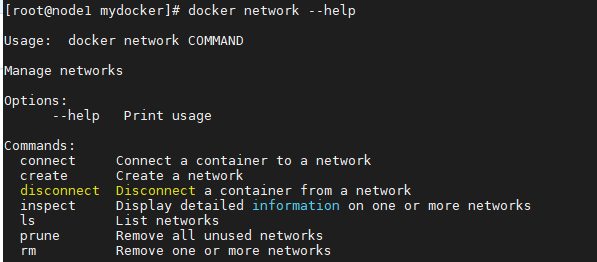 [root@node1 mydocker]# docker network --help
Usage:  docker network COMMAND
Manage networks
Options:
      --help   Print usage
Commands:
  connect     Connect a container to a network
  create      Create a network
  disconnect  Disconnect a container from a network
  inspect     Display detailed information on one or more networks
  ls          List networks
  prune       Remove all unused networks
  rm          Remove one or more networks